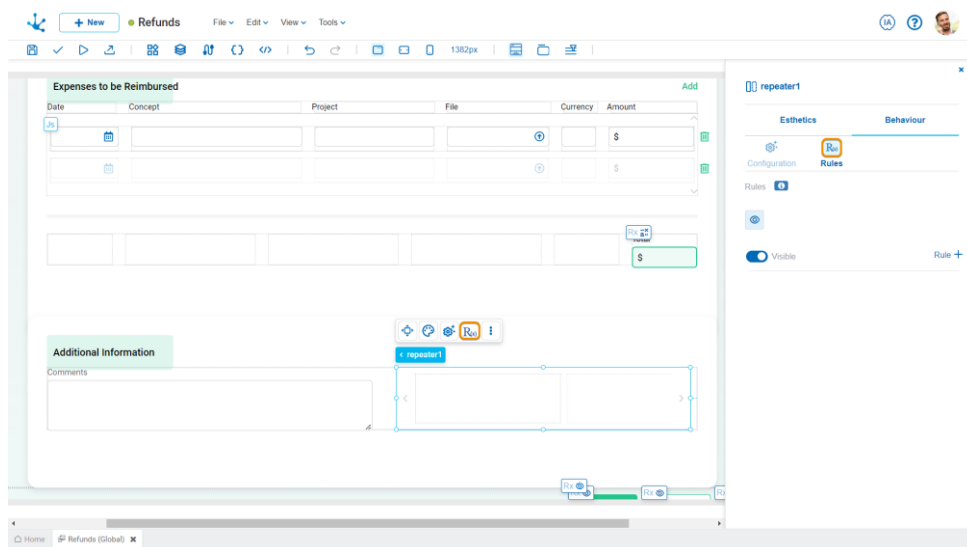 + New
Refunds
File
Edit
View
Tools
IA
?
1382px
Expenses to be Reimbursed
Add
Date
Concept
Project
File
Currency
Amount
Js
$
$
Rx
$
Additional Information
Comments
R(x)
repeater1
Rx
Rx
repeater1
Esthetics
Behaviour
R(x)
Configuration
Rules
Rules
Visible
Rule +
Home
Refunds (Global)